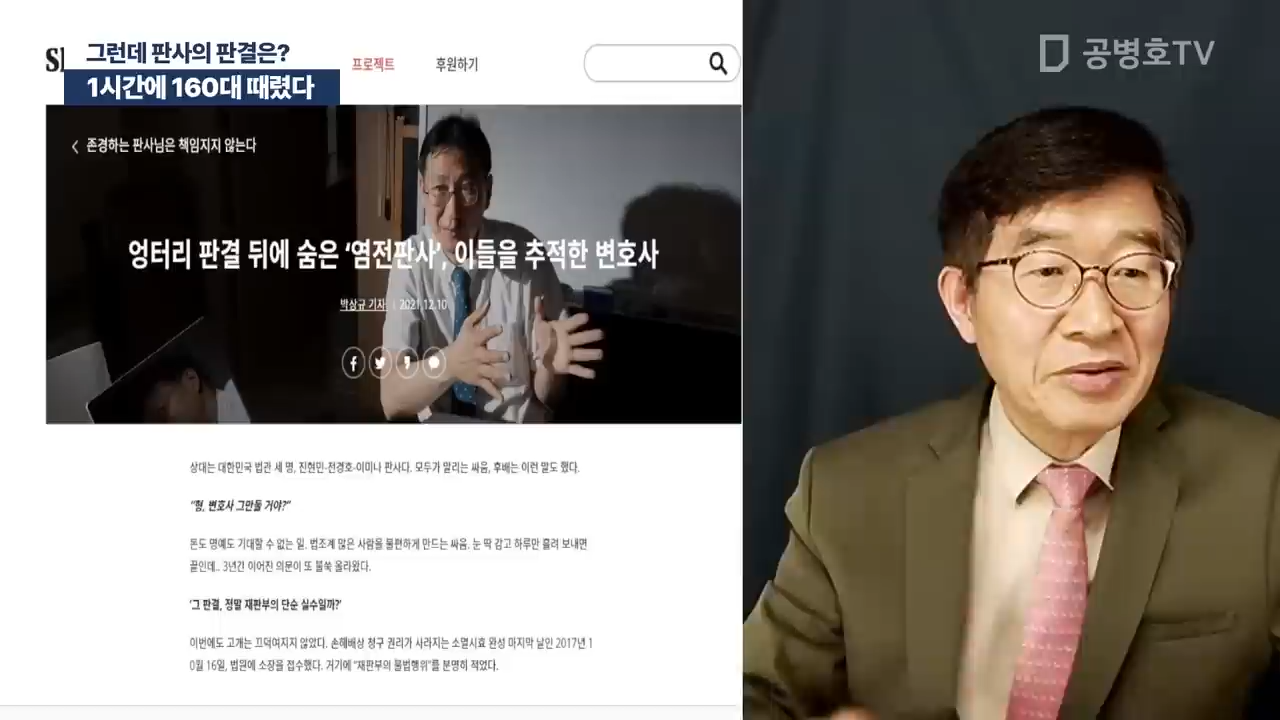 그런데 판사의 판결은?
1시간에 160대 때렸다
프로젝트
후원하기
공병호TV
존경하는 판사님은 책임지지 않는다
엉터리 판결 뒤에 숨은 ‘염전판사’, 이들을 추적한 변호사
박상규 기자 | 2021.12.10
상대는 대한민국 법관 세 명, 진현민-전경호-이미나 판사다. 모두가 말리는 싸움, 후배는 이런 말도 했다.
“형, 변호사 그만둘 거야?”
돈도 명예도 기대할 수 없는 일. 법조계 많은 사람을 불편하게 만드는 싸움. 눈 딱 감고 하루만 흘려 보내면
끝인데.. 3년간 이어진 의문이 또 불쑥 올라왔다.
‘그 판결, 정말 재판부의 단순 실수일까?’
이번에도 고개는 끄덕여지지 않았다. 손해배상 청구 권리가 사라지는 소멸시효 완성 마지막 날인 2017년 1
0월 16일, 법원에 소장을 접수했다. 거기에 “재판부의 불법행위”를 분명히 적었다.